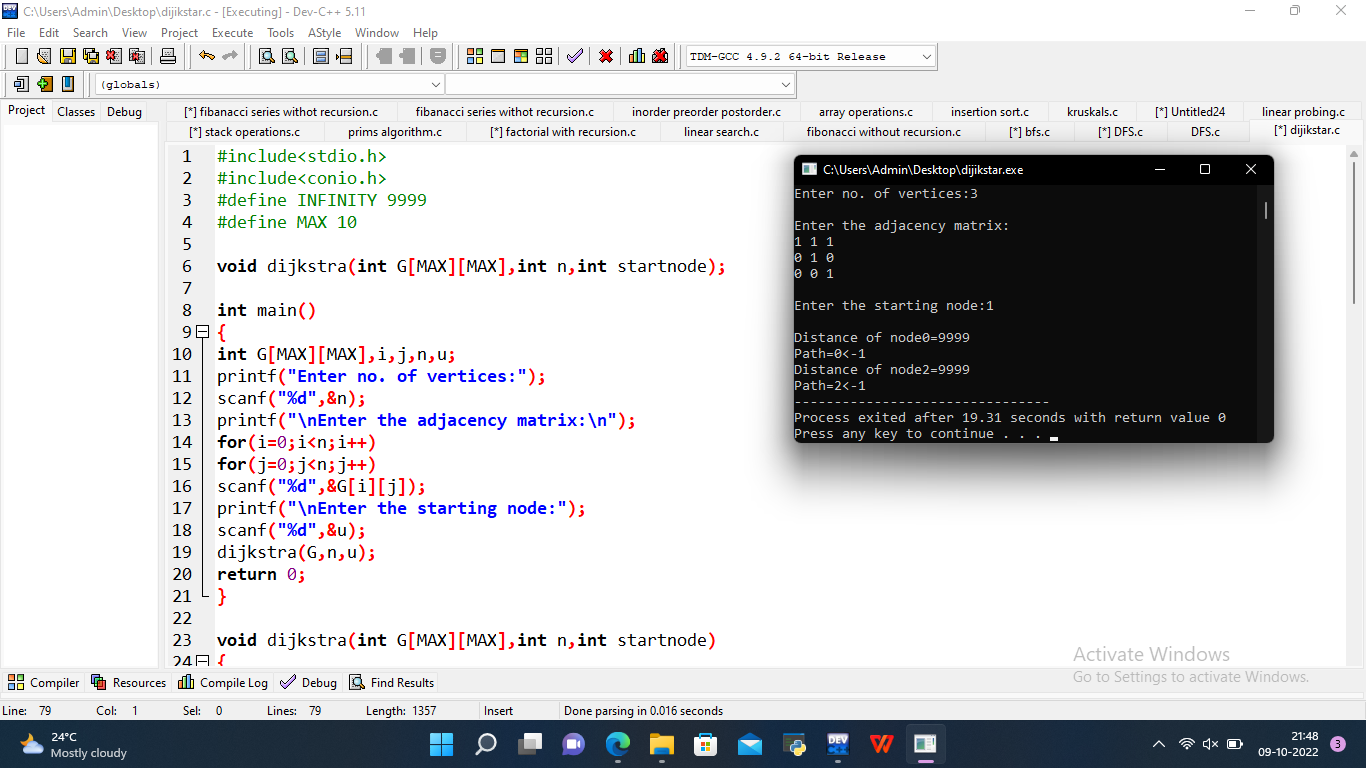 C:\Users\Admin\Desktop\dijikstar.c - [Executing] - Dev-C++ 5.11
File Edit Search View Project Execute Tools AStyle Window Help
TDM-GCC 4.9.2 64-bit Release
(globals)
Project Classes Debug
[*] fibanacci series withot recursion.c fibanacci series withot recursion.c inorder preorder postorder.c array operations.c insertion sort.c kruskals.c [*] Untitled24 linear probing.c
[*] stack operations.c prims algorithm.c [*] factorial with recursion.c linear search.c fibonacci without recursion.c [*] bfs.c [*] DFS.c DFS.c [*] dijikstar.c
1 #include<stdio.h>
2 #include<conio.h>
3 #define INFINITY 9999
4 #define MAX 10
5
6 void dijkstra(int G[MAX][MAX],int n,int startnode);
7
8 int main()
9 {
10 int G[MAX][MAX],i,j,n,u;
11 printf("Enter no. of vertices:");
12 scanf("%d",&n);
13 printf("\nEnter the adjacency matrix:\n");
14 for(i=0;i<n;i++)
15 for(j=0;j<n;j++)
16 scanf("%d",&G[i][j]);
17 printf("\nEnter the starting node:");
18 scanf("%d",&u);
19 dijkstra(G,n,u);
20 return 0;
21 }
22
23 void dijkstra(int G[MAX][MAX],int n,int startnode)
24 {
C:\Users\Admin\Desktop\dijikstar.exe
Enter no. of vertices:3
Enter the adjacency matrix:
1 1 1
0 1 0
0 0 1
Enter the starting node:1
Distance of node0=9999
Path=0<-1
Distance of node2=9999
Path=2<-1
--------------------------------
Process exited after 19.31 seconds with return value 0
Press any key to continue . . .
Activate Windows
Go to Settings to activate Windows.
Compiler Resources Compile Log Debug Find Results
Line: 79 Col: 1 Sel: 0 Lines: 79 Length: 1357 Insert Done parsing in 0.016 seconds
24°C
Mostly cloudy
DEV
21:48
09-10-2022
3